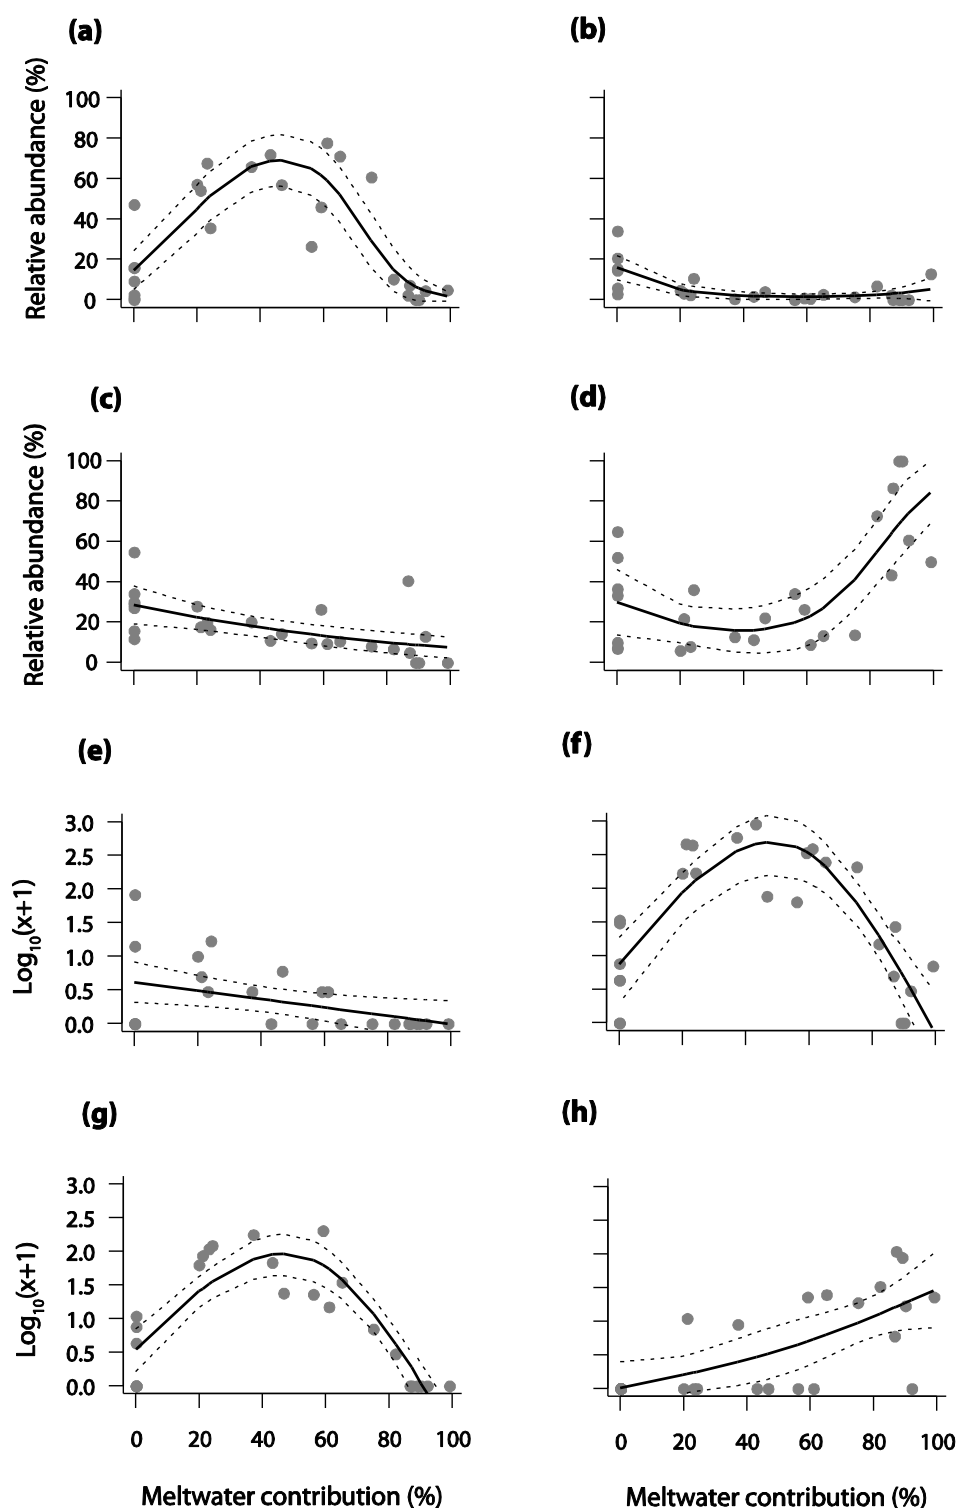 (a)
(b)
Relative abundance (%)
100
80
60
40
20
0
(c)
(d)
Relative abundance (%)
100
80
60
40
20
0
(e)
(f)
Log10(x+1)
3.0
2.5
2.0
1.5
1.0
0.5
0.0
(g)
(h)
Log10(x+1)
3.0
2.5
2.0
1.5
1.0
0.5
0.0
0 20 40 60 80 100
0 20 40 60 80 100
Meltwater contribution (%)
Meltwater contribution (%)